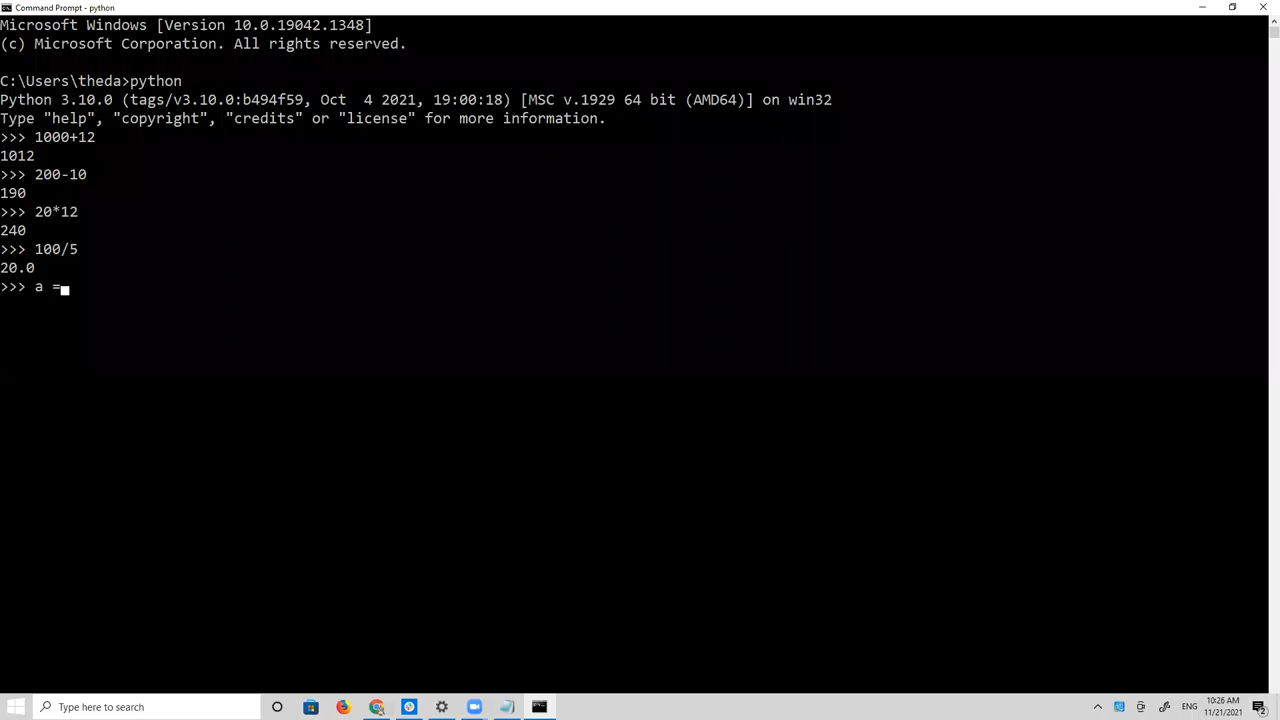 Command Prompt - python
Microsoft Windows [Version 10.0.19042.1348]
(c) Microsoft Corporation. All rights reserved.
C:\Users\theda>python
Python 3.10.0 (tags/v3.10.0:b494f59, Oct  4 2021, 19:00:18) [MSC v.1929 64 bit (AMD64)] on win32
Type "help", "copyright", "credits" or "license" for more information.
>>> 1000+12
1012
>>> 200-10
190
>>> 20*12
240
>>> 100/5
20.0
>>> a =
Type here to search
ENG
10:26 AM
11/21/2021
2